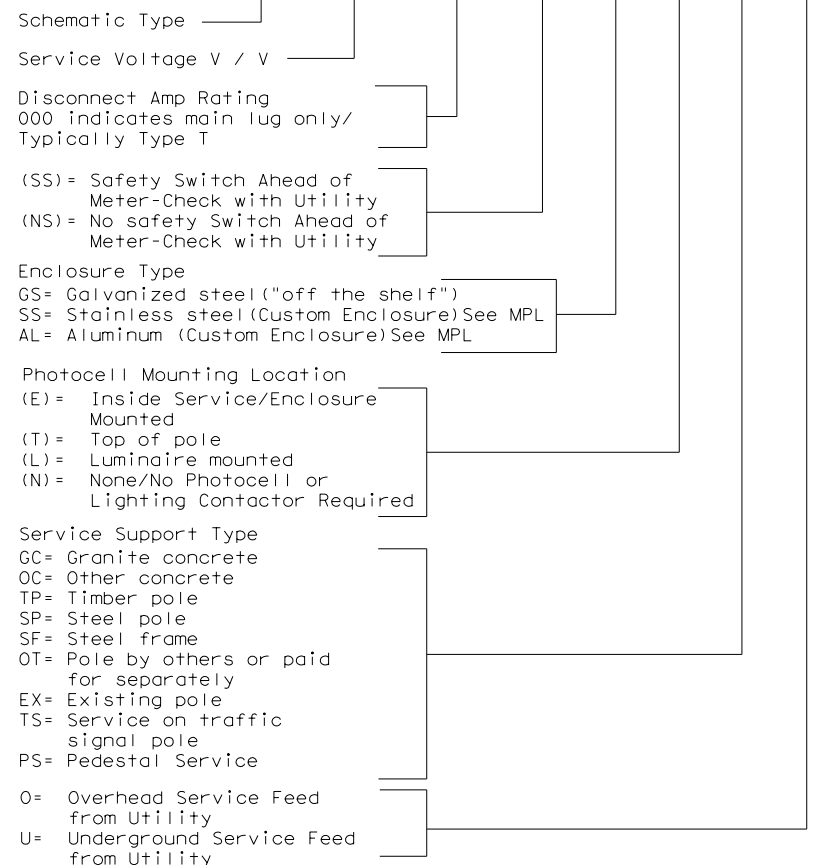 Schematic Type
Service Voltage V / V
Disconnect Amp Rating
000 indicates main lug only/
Typically Type T
(SS)= Safety Switch Ahead of
Meter-Check with Utility
(NS)= No safety Switch Ahead of
Meter-Check with Utility
Enclosure Type
GS= Galvanized steel("off the shelf")
SS= Stainless steel(Custom Enclosure)See MPL
AL= Aluminum (Custom Enclosure)See MPL
Photocell Mounting Location
(E)= Inside Service/Enclosure
Mounted
(T)= Top of pole
(L)= Luminaire mounted
(N)= None/No Photocell or
Lighting Contactor Required
Service Support Type
GC= Granite concrete
OC= Other concrete
TP= Timber pole
SP= Steel pole
SF= Steel frame
OT= Pole by others or paid
for separately
EX= Existing pole
TS= Service on traffic
signal pole
PS= Pedestal Service
O= Overhead Service Feed
from Utility
U= Underground Service Feed
from Utility